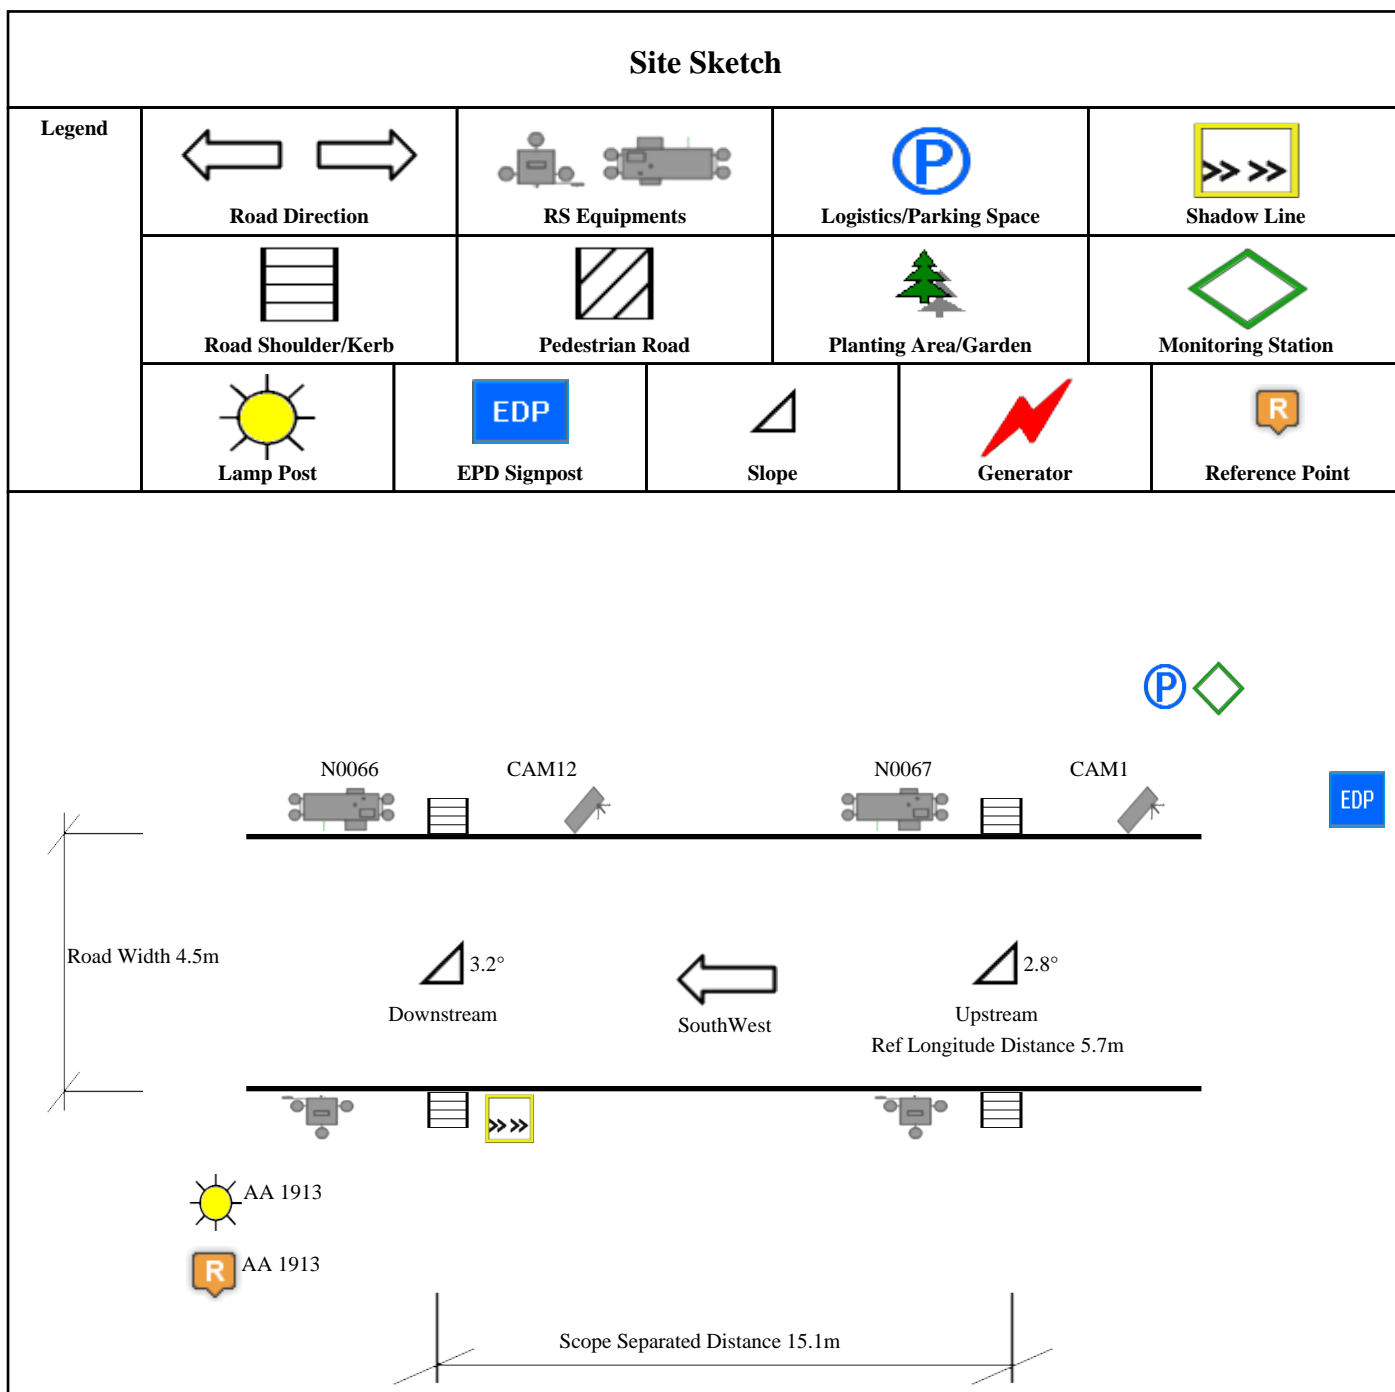 Site Sketch
Legend
Road Direction
RS Equipments
P
Logistics/Parking Space
Shadow Line
Road Shoulder/Kerb
Pedestrian Road
Planting Area/Garden
Monitoring Station
Lamp Post
EDP
EPD Signpost
Slope
Generator
R
Reference Point
P
N0066
CAM12
N0067
CAM1
EDP
Road Width 4.5m
3.2°
Downstream
SouthWest
2.8°
Upstream
Ref Longitude Distance 5.7m
AA 1913
R AA 1913
Scope Separated Distance 15.1m